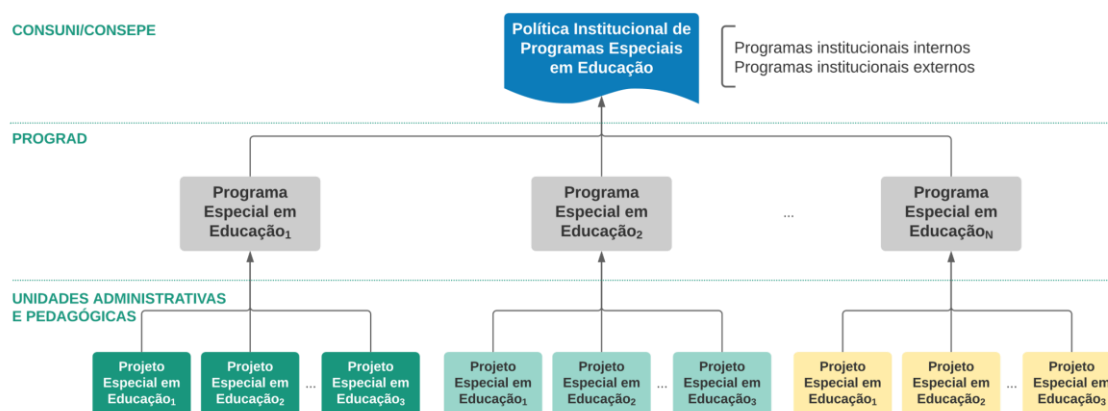 CONSUNI/CONSEPE
Política Institucional de
Programas Especiais
em Educação
Programas institucionais internos
Programas institucionais externos
PROGRAD
Programa
Especial em
Educação₁
Programa
Especial em
Educação₂
...
Programa
Especial em
Educaçãoₙ
UNIDADES ADMINISTRATIVAS
E PEDAGÓGICAS
Projeto
Especial em
Educação₁
Projeto
Especial em
Educação₂
...
Projeto
Especial em
Educação₃
Projeto
Especial em
Educação₁
Projeto
Especial em
Educação₂
...
Projeto
Especial em
Educação₃
Projeto
Especial em
Educação₁
Projeto
Especial em
Educação₂
...
Projeto
Especial em
Educação₃